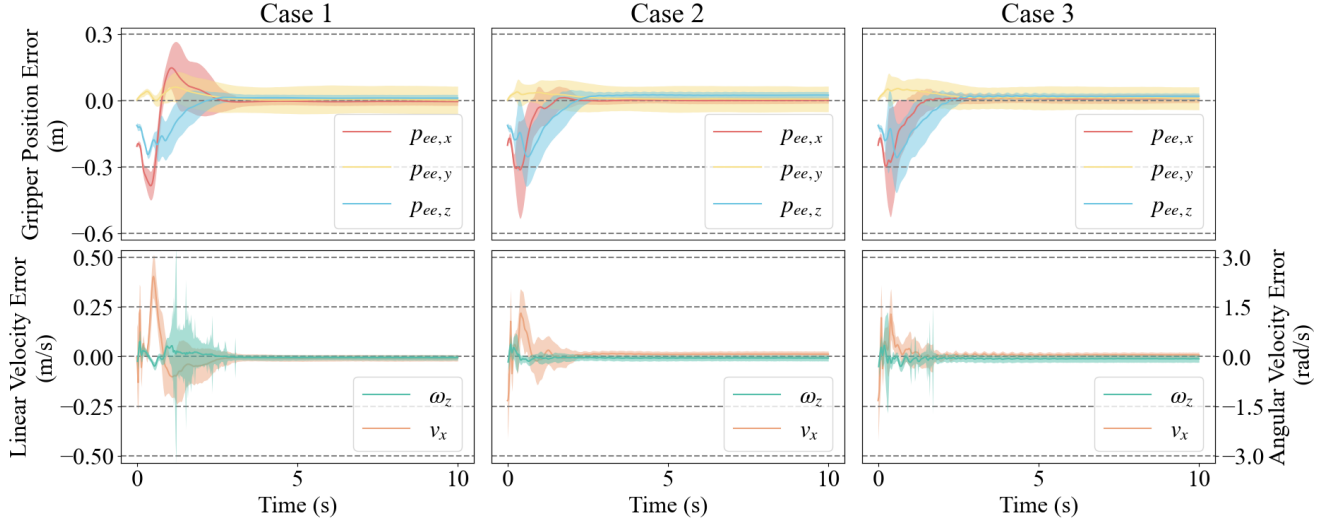 Case 1
Case 2
Case 3
Gripper Position Error
(m)
0.3
0.0
−0.3
−0.6
p_{ee,x}
p_{ee,y}
p_{ee,z}
p_{ee,x}
p_{ee,y}
p_{ee,z}
p_{ee,x}
p_{ee,y}
p_{ee,z}
Linear Velocity Error
(m/s)
0.50
0.25
0.00
−0.25
−0.50
ω_z
v_x
ω_z
v_x
ω_z
v_x
3.0
1.5
0.0
−1.5
−3.0
Angular Velocity Error
(rad/s)
0 5 10
0 5 10
0 5 10
Time (s)
Time (s)
Time (s)